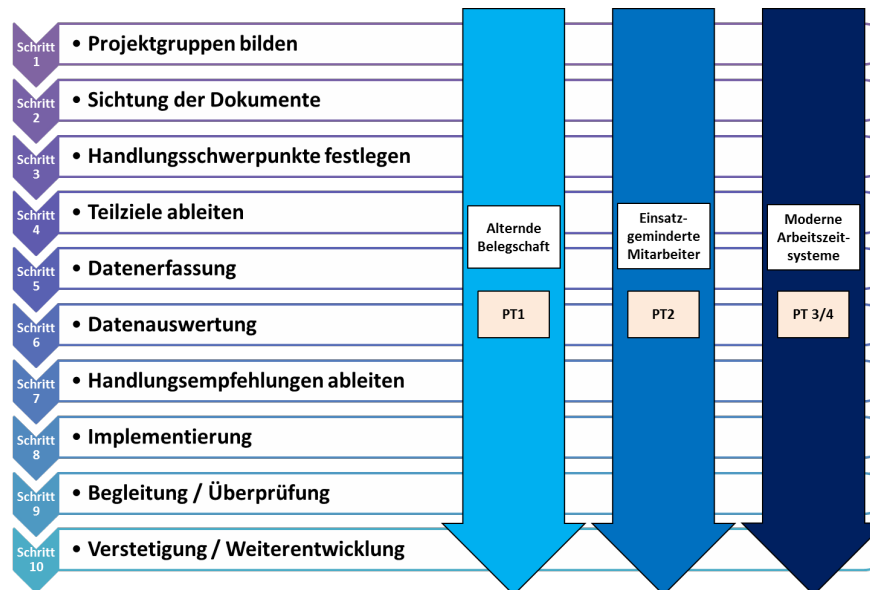 Schritt
1
• Projektgruppen bilden
Schritt
2
• Sichtung der Dokumente
Schritt
3
• Handlungsschwerpunkte festlegen
Schritt
4
• Teilziele ableiten
Schritt
5
• Datenerfassung
Schritt
6
• Datenauswertung
Schritt
7
• Handlungsempfehlungen ableiten
Schritt
8
• Implementierung
Schritt
9
• Begleitung / Überprüfung
Schritt
10
• Verstetigung / Weiterentwicklung
Alternde
Belegschaft
PT1
Einsatz-
geminderte
Mitarbeiter
PT2
Moderne
Arbeitszeit-
systeme
PT 3/4